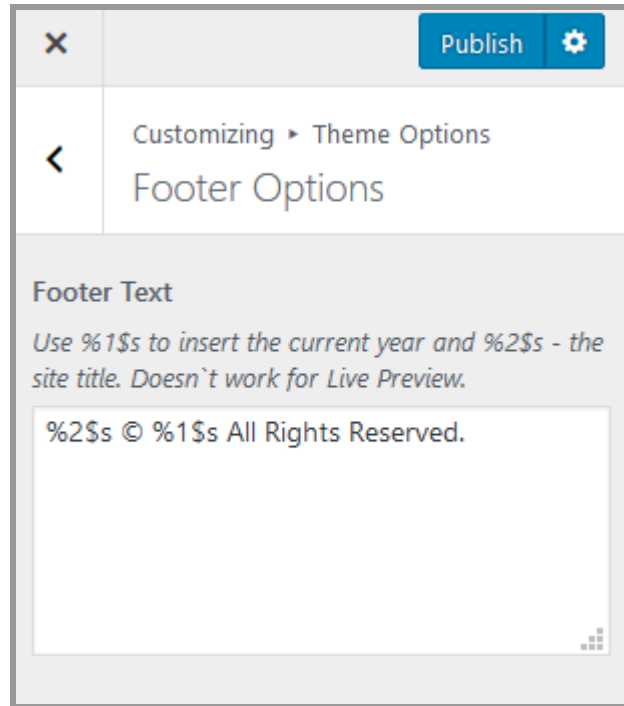 Publish
Customizing ▸ Theme Options
Footer Options
Footer Text
Use %1$s to insert the current year and %2$s - the
site title. Doesn`t work for Live Preview.
%2$s © %1$s All Rights Reserved.